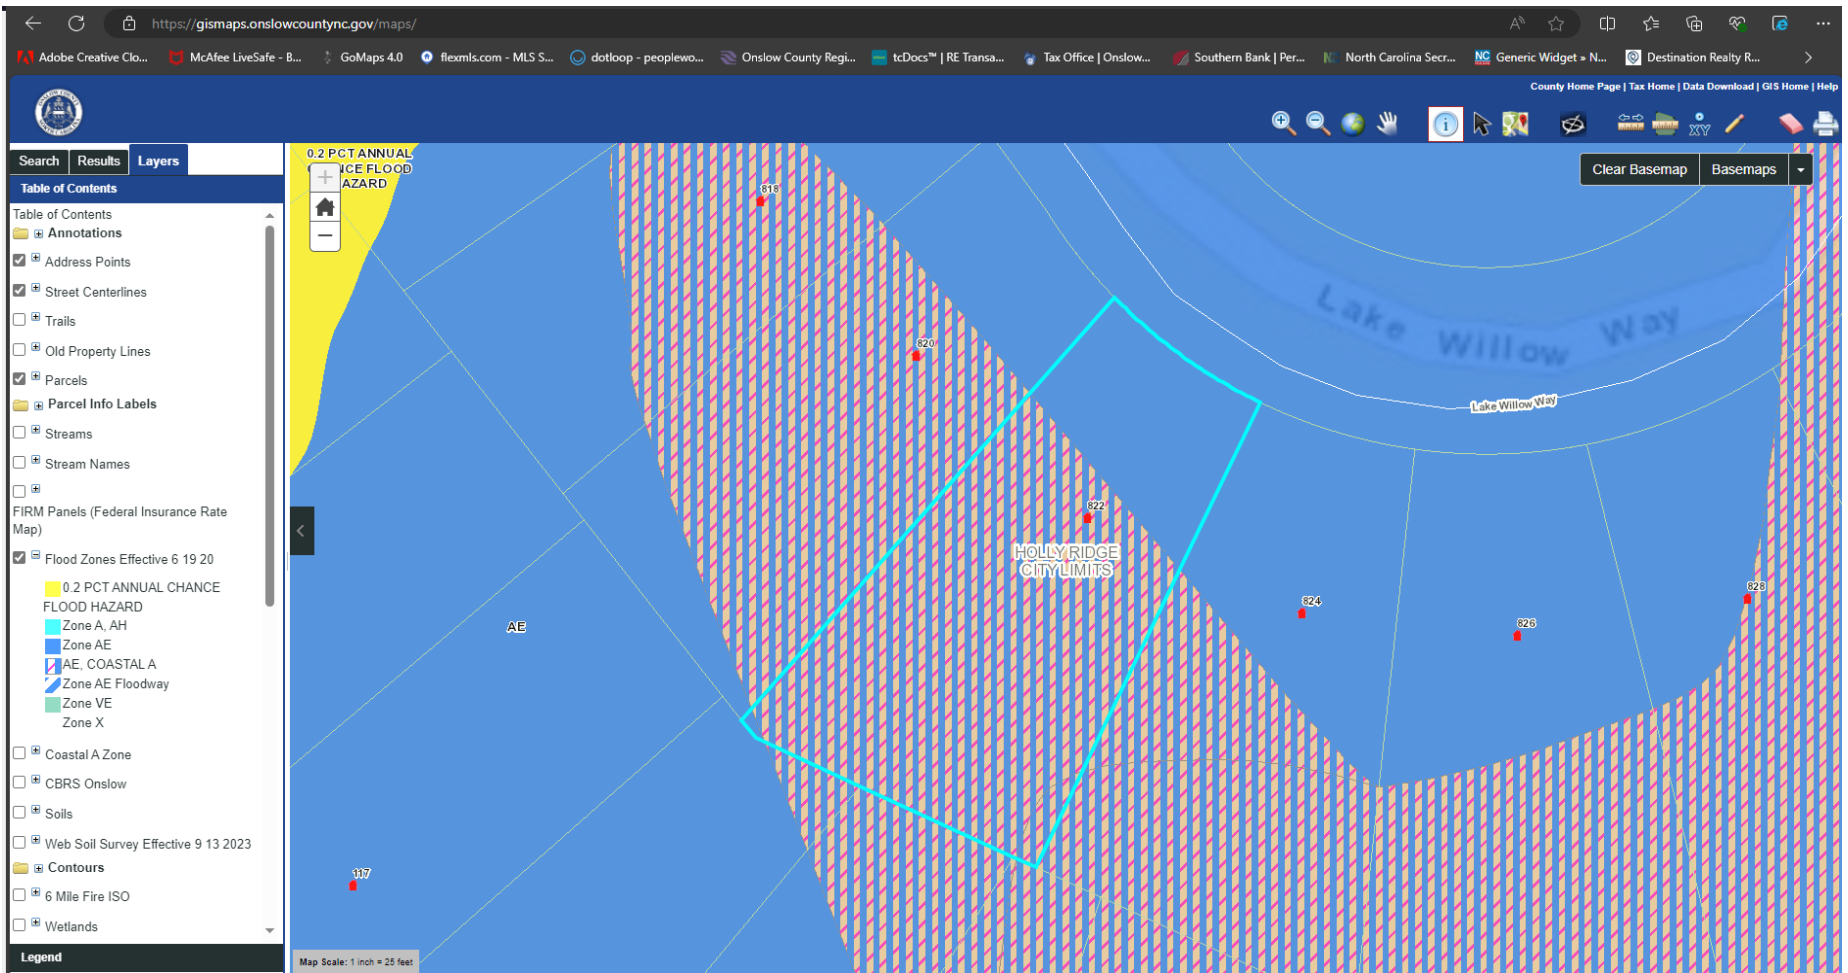 https://gismaps.onslowcountync.gov/maps/
Adobe Creative Clo...
McAfee LiveSafe - B...
GoMaps 4.0
flexmls.com - MLS S...
dotloop - peoplewo...
Onslow County Regi...
tcDocs™ | RE Transa...
Tax Office | Onslow...
Southern Bank | Per...
North Carolina Secr...
Generic Widget » N...
Destination Realty R...
County Home Page | Tax Home | Data Download | GIS Home | Help
Search
Results
Layers
Clear Basemap
Basemaps
Table of Contents
Table of Contents
Annotations
Address Points
Street Centerlines
Trails
Old Property Lines
Parcels
Parcel Info Labels
Streams
Stream Names
FIRM Panels (Federal Insurance Rate
Map)
Flood Zones Effective 6 19 20
0.2 PCT ANNUAL CHANCE
FLOOD HAZARD
Zone A, AH
Zone AE
AE, COASTAL A
Zone AE Floodway
Zone VE
Zone X
Coastal A Zone
CBRS Onslow
Soils
Web Soil Survey Effective 9 13 2023
Contours
6 Mile Fire ISO
Wetlands
Legend
0.2 PCT ANNUAL
NCE FLOOD
AZARD
818
820
Lake Willow Way
Lake Willow Way
822
HOLLY RIDGE
CITY LIMITS
824
826
828
AE
117
Map Scale: 1 inch = 25 feet